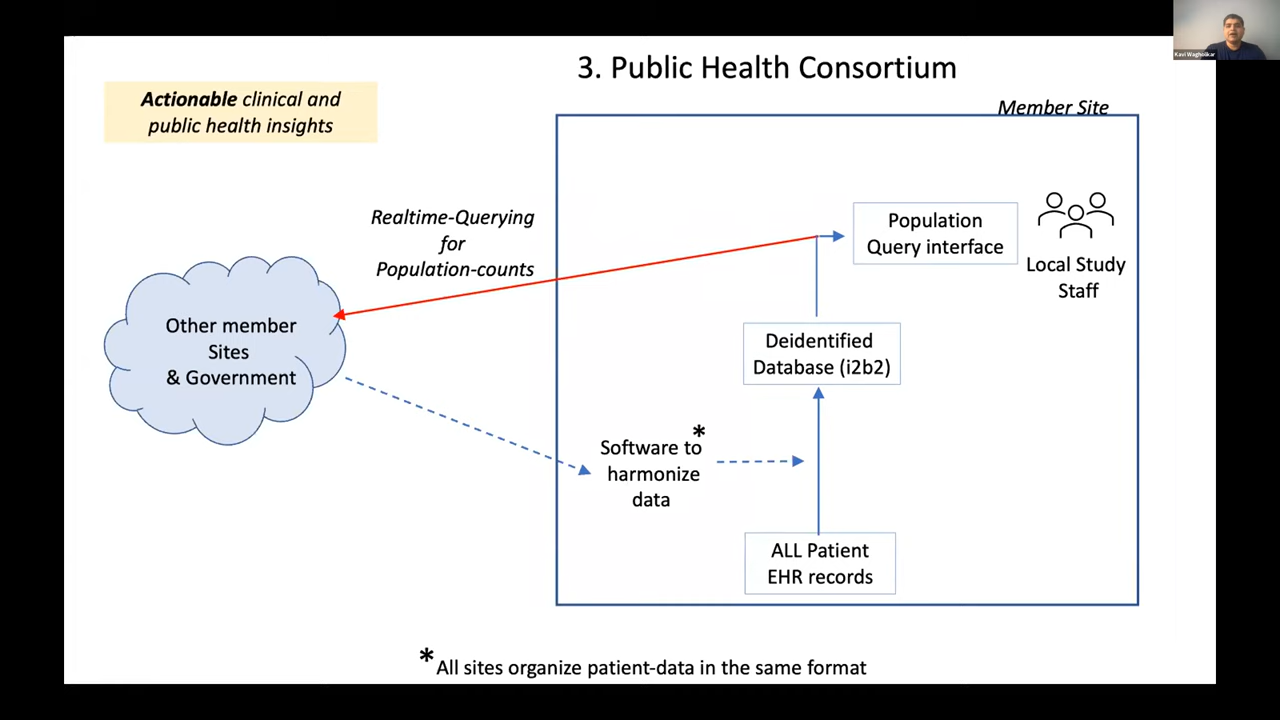 Kavi Wagholikar
3. Public Health Consortium
Actionable clinical and
public health insights
Member Site
Realtime-Querying
for
Population-counts
Population
Query interface
Local Study
Staff
Other member
Sites
& Government
Deidentified
Database (i2b2)
Software to*
harmonize
data
ALL Patient
EHR records
*All sites organize patient-data in the same format